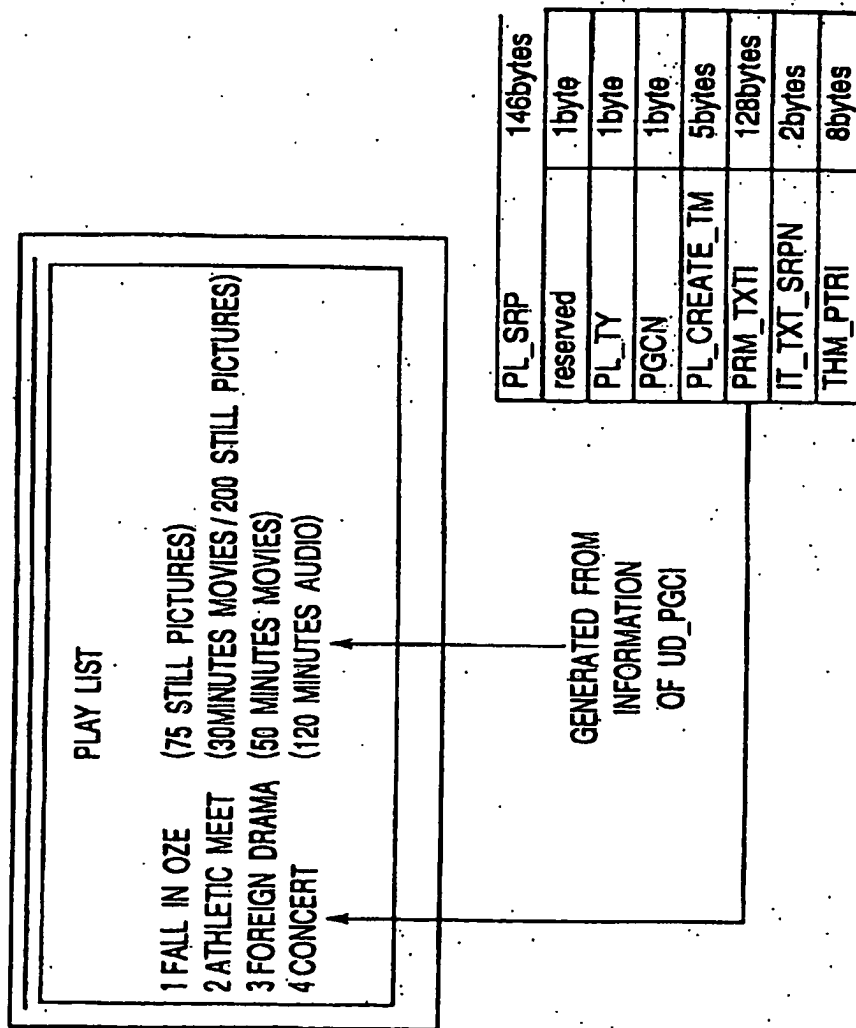 PLAY LIST
1 FALL IN OZE (75 STILL PICTURES)
2 ATHLETIC MEET (30MINUTES MOVIES / 200 STILL PICTURES)
3 FOREIGN DRAMA (50 MINUTES MOVIES)
4 CONCERT (120 MINUTES AUDIO)
GENERATED FROM
INFORMATION
OF UD_PGCI
PL_SRP 146bytes
reserved 1byte
PL_TY 1byte
PGCN 1byte
PL_CREATE_TM 5bytes
PRM_TXTI 128bytes
IT_TXT_SRPN 2bytes
THM_PTRI 8bytes